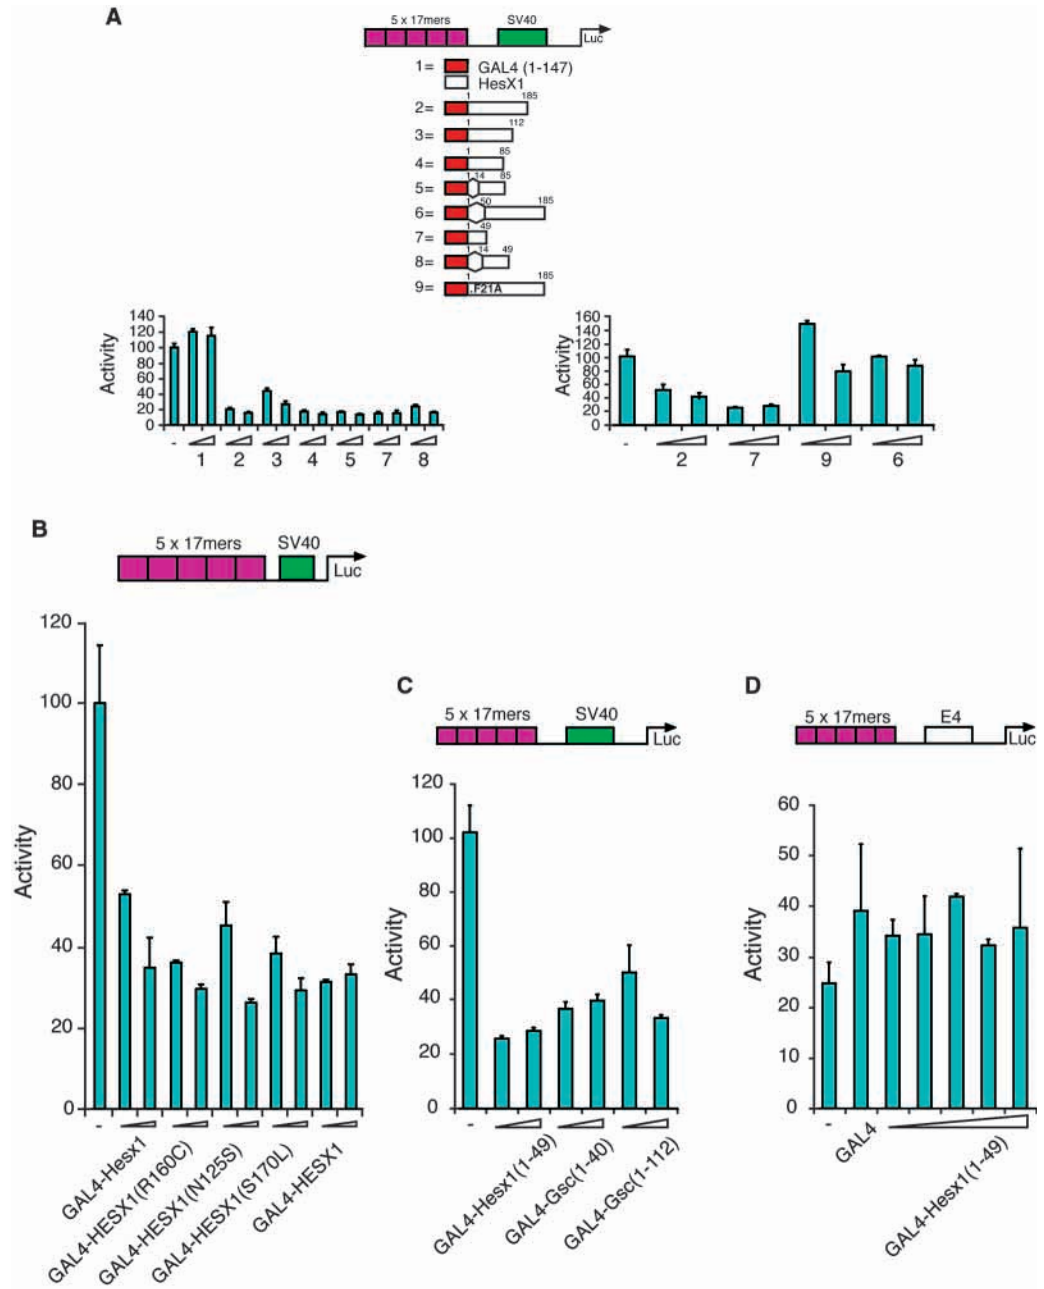 A
5 x 17mers SV40
Luc
1= GAL4 (1-147)
HesX1
1 185
2=
1 112
3=
1 85
4=
1 14 85
5=
1 50 185
6=
1 49
7=
1 14 49
8=
1 185
9= .F21A
Activity
140
120
100
80
60
40
20
0
- 1 2 3 4 5 7 8
Activity
160
140
120
100
80
60
40
20
0
- 2 7 9 6
B
5 x 17mers SV40
Luc
Activity
120
100
80
60
40
20
0
-
GAL4-Hesx1
GAL4-HESX1(R160C)
GAL4-HESX1(N125S)
GAL4-HESX1(S170L)
GAL4-HESX1
C
5 x 17mers SV40
Luc
Activity
120
100
80
60
40
20
0
-
GAL4-Hesx1(1-49)
GAL4-Gsc(1-40)
GAL4-Gsc(1-112)
D
5 x 17mers E4
Luc
Activity
60
50
40
30
20
10
0
-
GAL4
GAL4-Hesx1(1-49)